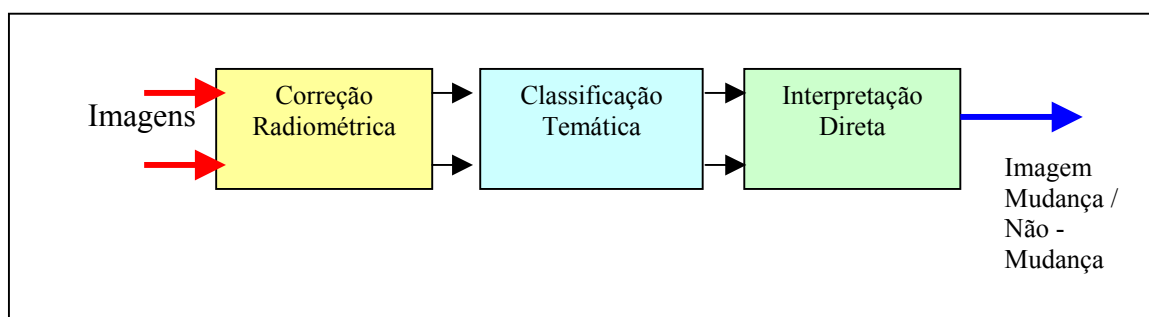 Imagens
Correção
Radiométrica
Classificação
Temática
Interpretação
Direta
Imagem
Mudança /
Não -
Mudança